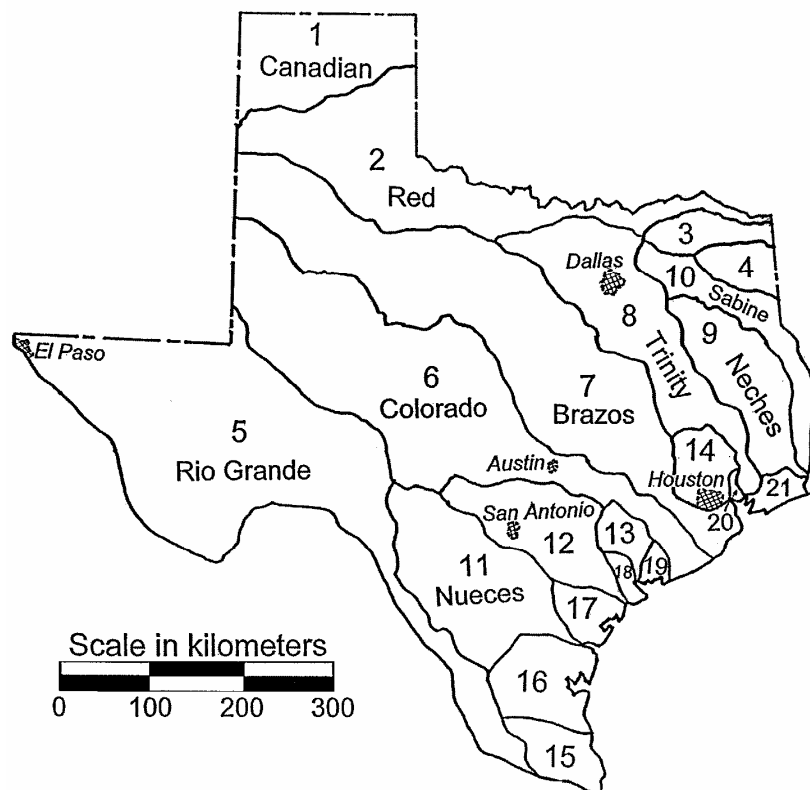 1
Canadian
2
Red
3
4
Dallas
10
Sabine
8
Trinity
9
Neches
El Paso
6
Colorado
7
Brazos
5
Rio Grande
14
Austin
Houston
21
20
San Antonio
12
13
19
18
11
Nueces
17
Scale in kilometers
0 100 200 300
16
15